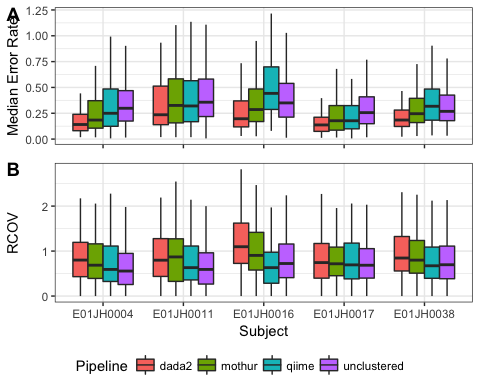 A
Median Error Rate
1.25
1.00
0.75
0.50
0.25
0.00
B
RCOV
2
1
0
E01JH0004 E01JH0011 E01JH0016 E01JH0017 E01JH0038
Subject
Pipeline dada2 mothur qiime unclustered